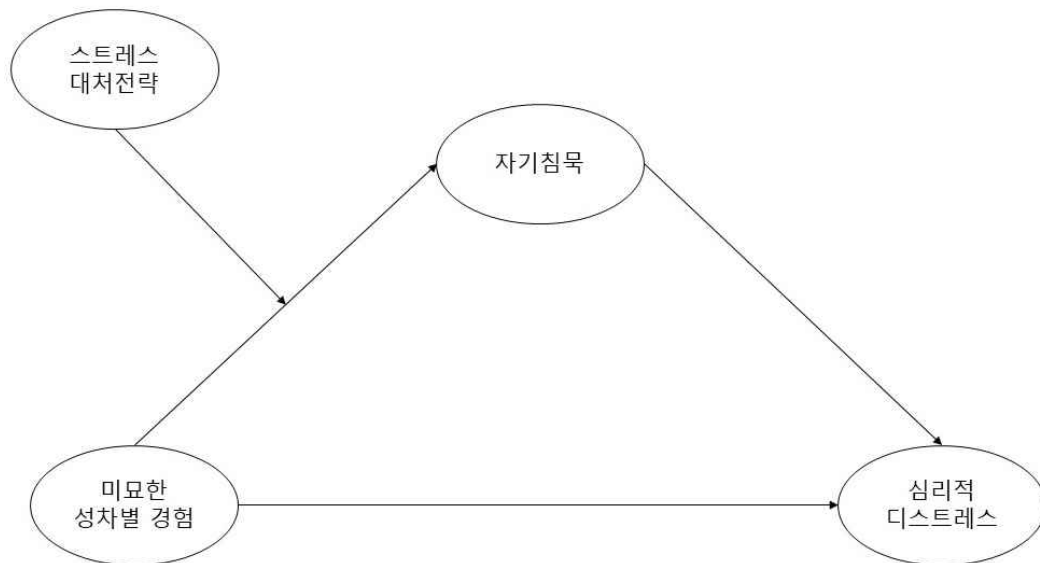 스트레스
대처전략
자기침묵
미묘한
성차별 경험
심리적
디스트레스